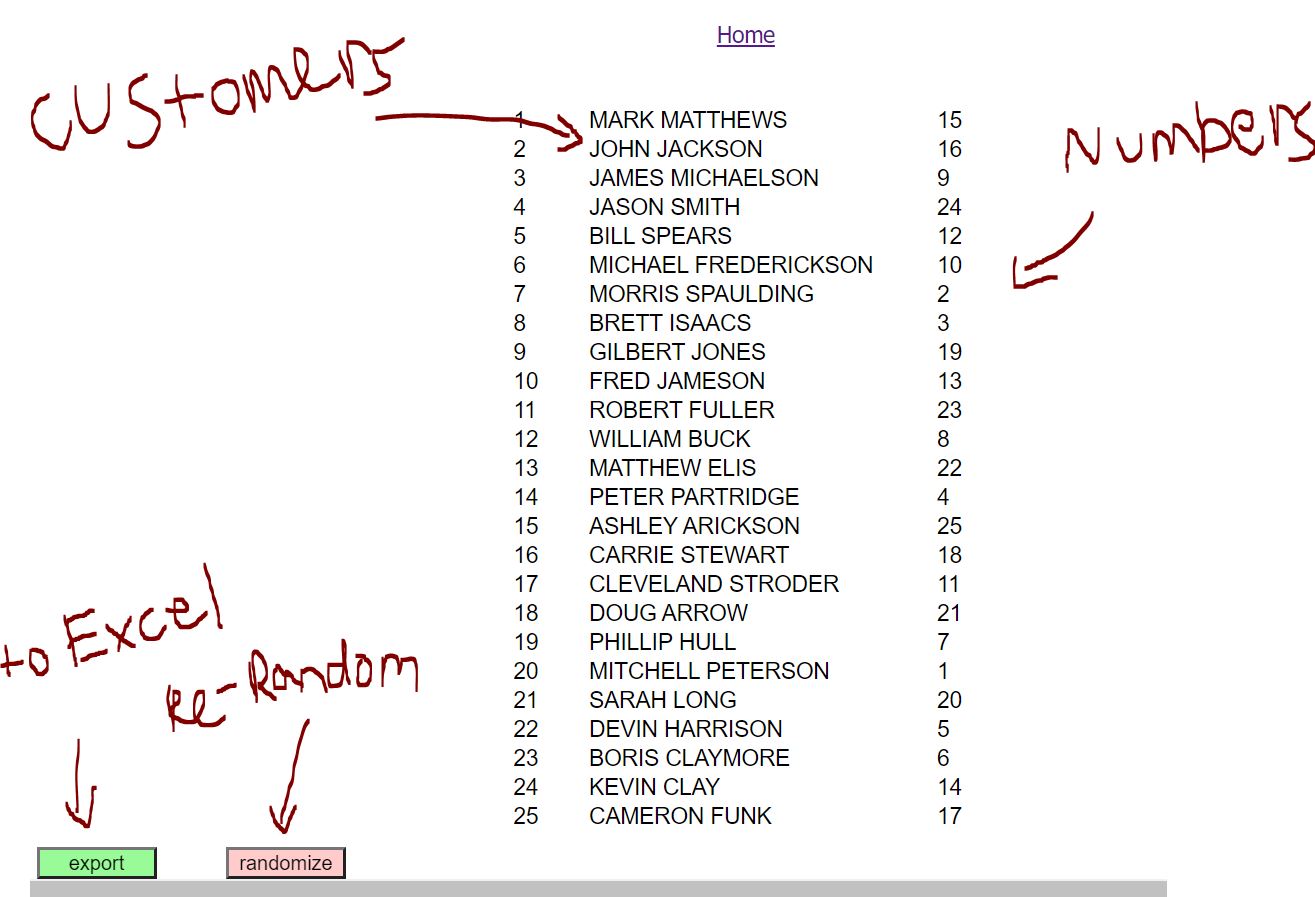 Home
CUStomers
Numbers
1 MARK MATTHEWS 15
2 JOHN JACKSON 16
3 JAMES MICHAELSON 9
4 JASON SMITH 24
5 BILL SPEARS 12
6 MICHAEL FREDERICKSON 10
7 MORRIS SPAULDING 2
8 BRETT ISAACS 3
9 GILBERT JONES 19
10 FRED JAMESON 13
11 ROBERT FULLER 23
12 WILLIAM BUCK 8
13 MATTHEW ELIS 22
14 PETER PARTRIDGE 4
15 ASHLEY ARICKSON 25
16 CARRIE STEWART 18
17 CLEVELAND STRODER 11
18 DOUG ARROW 21
19 PHILLIP HULL 7
20 MITCHELL PETERSON 1
21 SARAH LONG 20
22 DEVIN HARRISON 5
23 BORIS CLAYMORE 6
24 KEVIN CLAY 14
25 CAMERON FUNK 17
to Excel
Re-Random
export
randomize